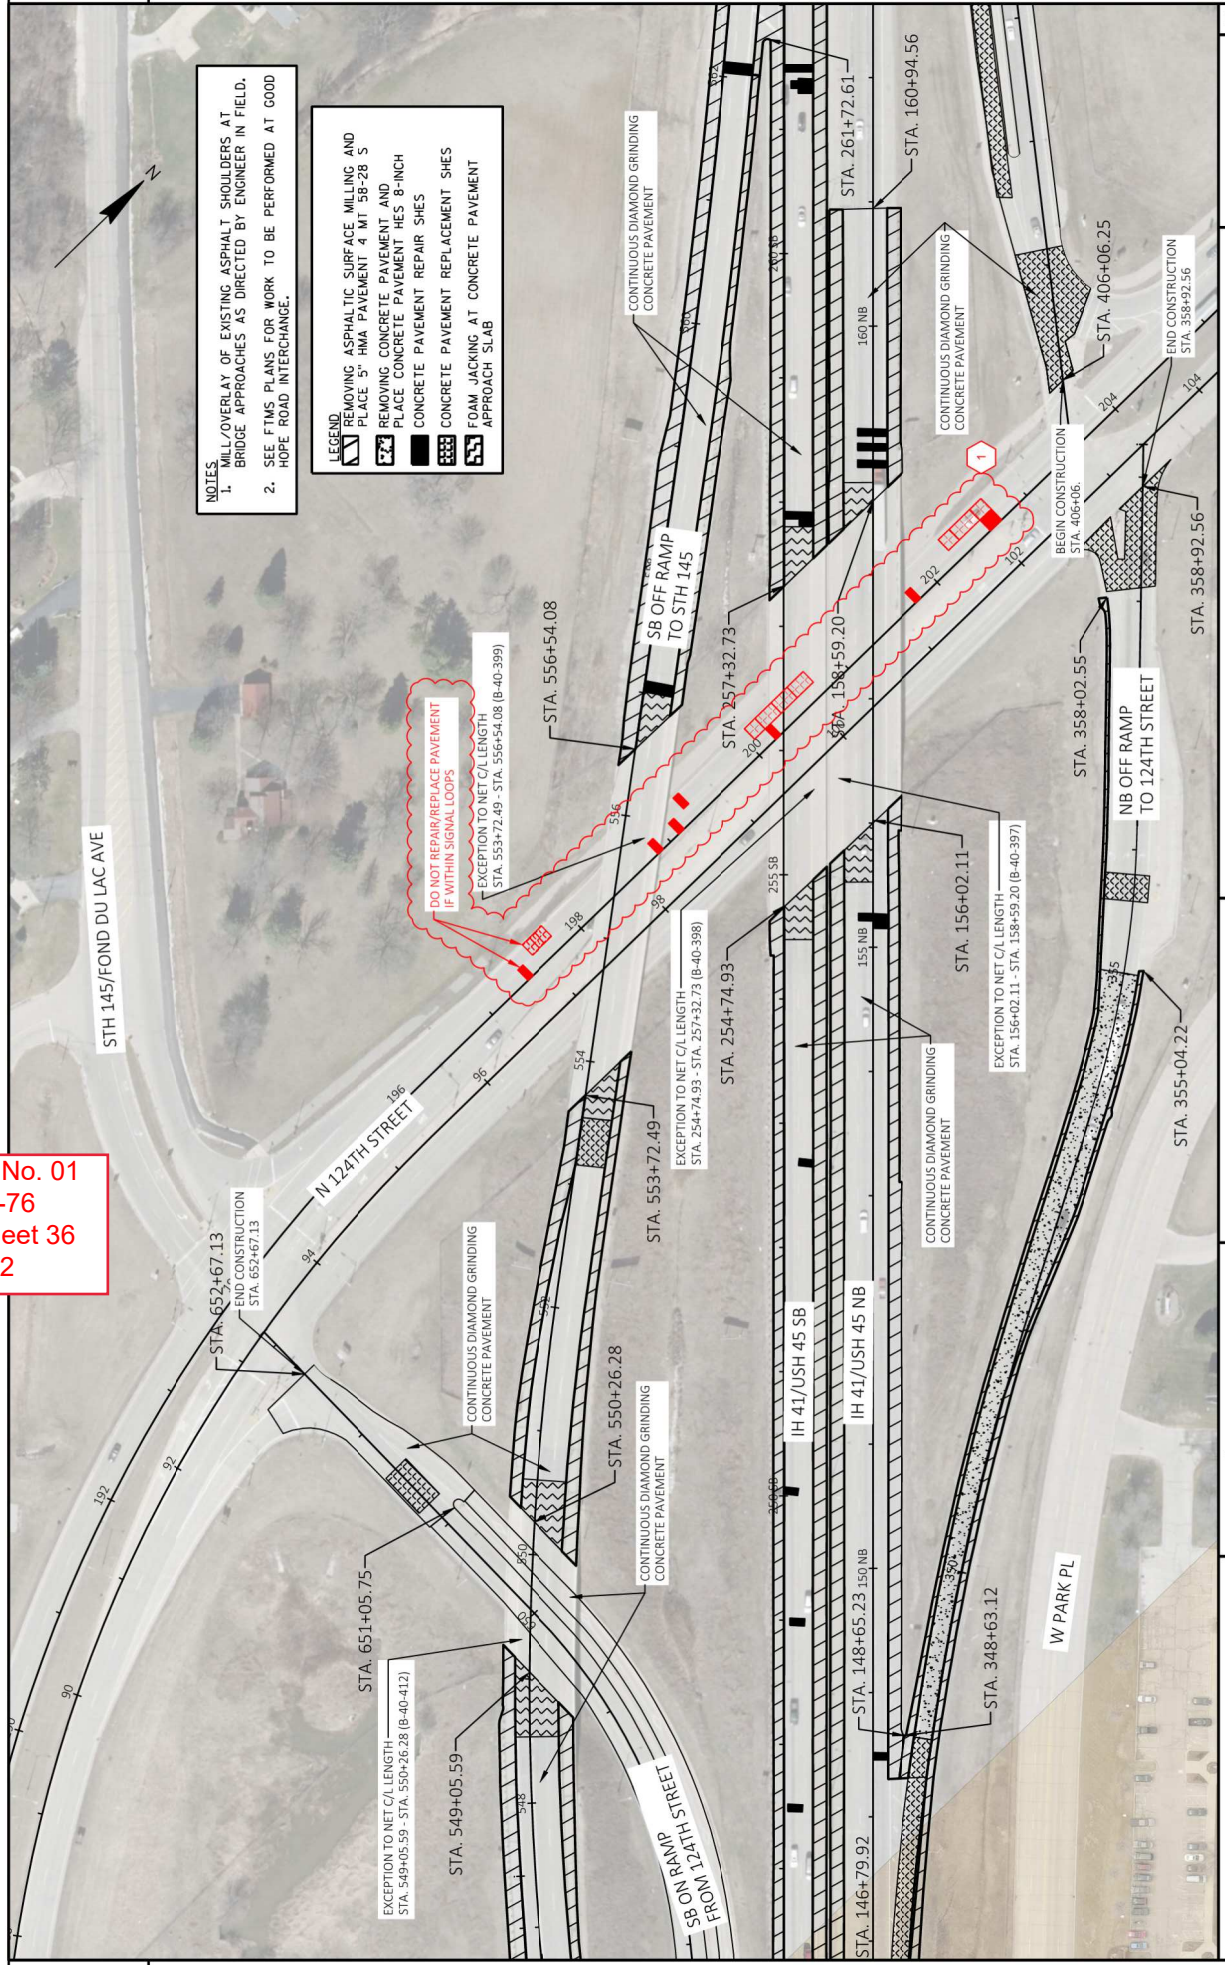 NOTES
1. MILL/OVERLAY OF EXISTING ASPHALT SHOULDERS AT
BRIDGE APPROACHES AS DIRECTED BY ENGINEER IN FIELD.
2. SEE FTMS PLANS FOR WORK TO BE PERFORMED AT GOOD
HOPE ROAD INTERCHANGE.
LEGEND
REMOVING ASPHALTIC SURFACE MILLING AND
PLACE 5" HMA PAVEMENT 4 MT 58-28 S
REMOVING CONCRETE PAVEMENT AND
PLACE CONCRETE PAVEMENT HES 8-INCH
CONCRETE PAVEMENT REPAIR SHES
CONCRETE PAVEMENT REPLACEMENT SHES
FOAM JACKING AT CONCRETE PAVEMENT
APPROACH SLAB
N
STH 145/FOND DU LAC AVE
No. 01
-76
eet 36
2
DO NOT REPAIR/REPLACE PAVEMENT
IF WITHIN SIGNAL LOOPS
EXCEPTION TO NET C/L LENGTH
STA. 553+72.49 - STA. 556+54.08 (B-40-399)
STA. 556+54.08
SB OFF RAMP
TO STH 145
CONTINUOUS DIAMOND GRINDING
CONCRETE PAVEMENT
STA. 261+72.61
STA. 160+94.56
CONTINUOUS DIAMOND GRINDING
CONCRETE PAVEMENT
STA. 406+06.25
END CONSTRUCTION
STA. 358+92.56
BEGIN CONSTRUCTION
STA. 406+06.
STA. 358+92.56
STA. 358+02.55
NB OFF RAMP
TO 124TH STREET
STA. 257+32.73
STA. 158+59.20
1
N 124TH STREET
STA. 652+67.13
END CONSTRUCTION
STA. 652+67.13
CONTINUOUS DIAMOND GRINDING
CONCRETE PAVEMENT
STA. 553+72.49
EXCEPTION TO NET C/L LENGTH
STA. 254+74.93 - STA. 257+32.73 (B-40-398)
STA. 254+74.93
STA. 156+02.11
EXCEPTION TO NET C/L LENGTH
STA. 156+02.11 - STA. 158+59.20 (B-40-397)
CONTINUOUS DIAMOND GRINDING
CONCRETE PAVEMENT
STA. 355+04.22
STA. 550+26.28
CONTINUOUS DIAMOND GRINDING
CONCRETE PAVEMENT
IH 41/USH 45 SB
IH 41/USH 45 NB
STA. 651+05.75
EXCEPTION TO NET C/L LENGTH
STA. 549+05.59 - STA. 550+26.28 (B-40-412)
STA. 549+05.59
SB ON RAMP
FROM 124TH STREET
STA. 148+65.23
STA. 146+79.92
STA. 348+63.12
W PARK PL
90
92
94
96
98
102
104
192
196
198
200
202
204
548
550
650
552
554
556
560
562
250 SB
255 SB
260 SB
150 NB
155 NB
160 NB
350
355